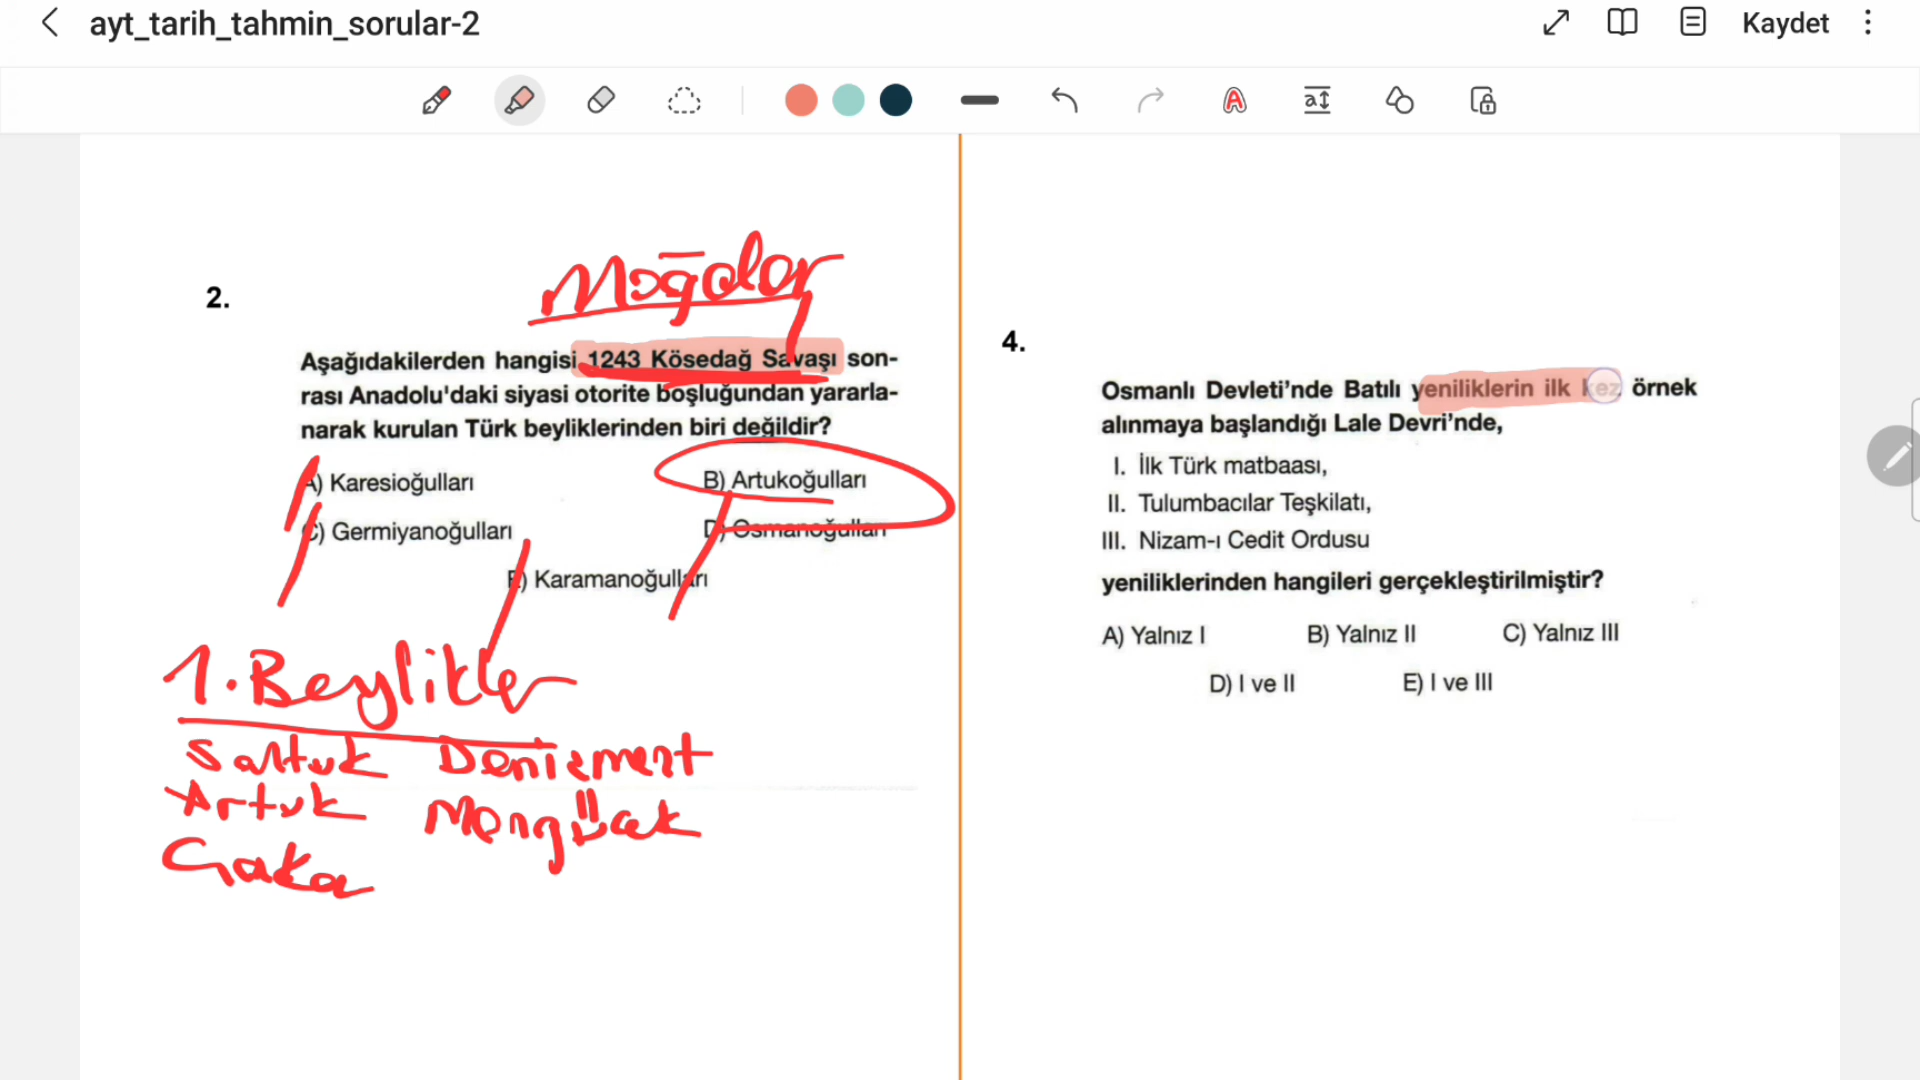 ayt_tarih_tahmin_sorular-2
Kaydet
2.
Moğolar
Aşağıdakilerden hangisi 1243 Kösedağ Savaşı son-
rası Anadolu'daki siyasi otorite boşluğundan yararla-
narak kurulan Türk beyliklerinden biri değildir?
A) Karesioğulları
B) Artukoğulları
C) Germiyanoğulları
D) Osmanoğulları
E) Karamanoğulları
1. Beylikler
Saltuk Danişment
Artuk Mengücek
Çaka
4.
Osmanlı Devleti'nde Batılı yeniliklerin ilk kez örnek
alınmaya başlandığı Lale Devri'nde,
I. İlk Türk matbaası,
II. Tulumbacılar Teşkilatı,
III. Nizam-ı Cedit Ordusu
yeniliklerinden hangileri gerçekleştirilmiştir?
A) Yalnız I
B) Yalnız II
C) Yalnız III
D) I ve II
E) I ve III